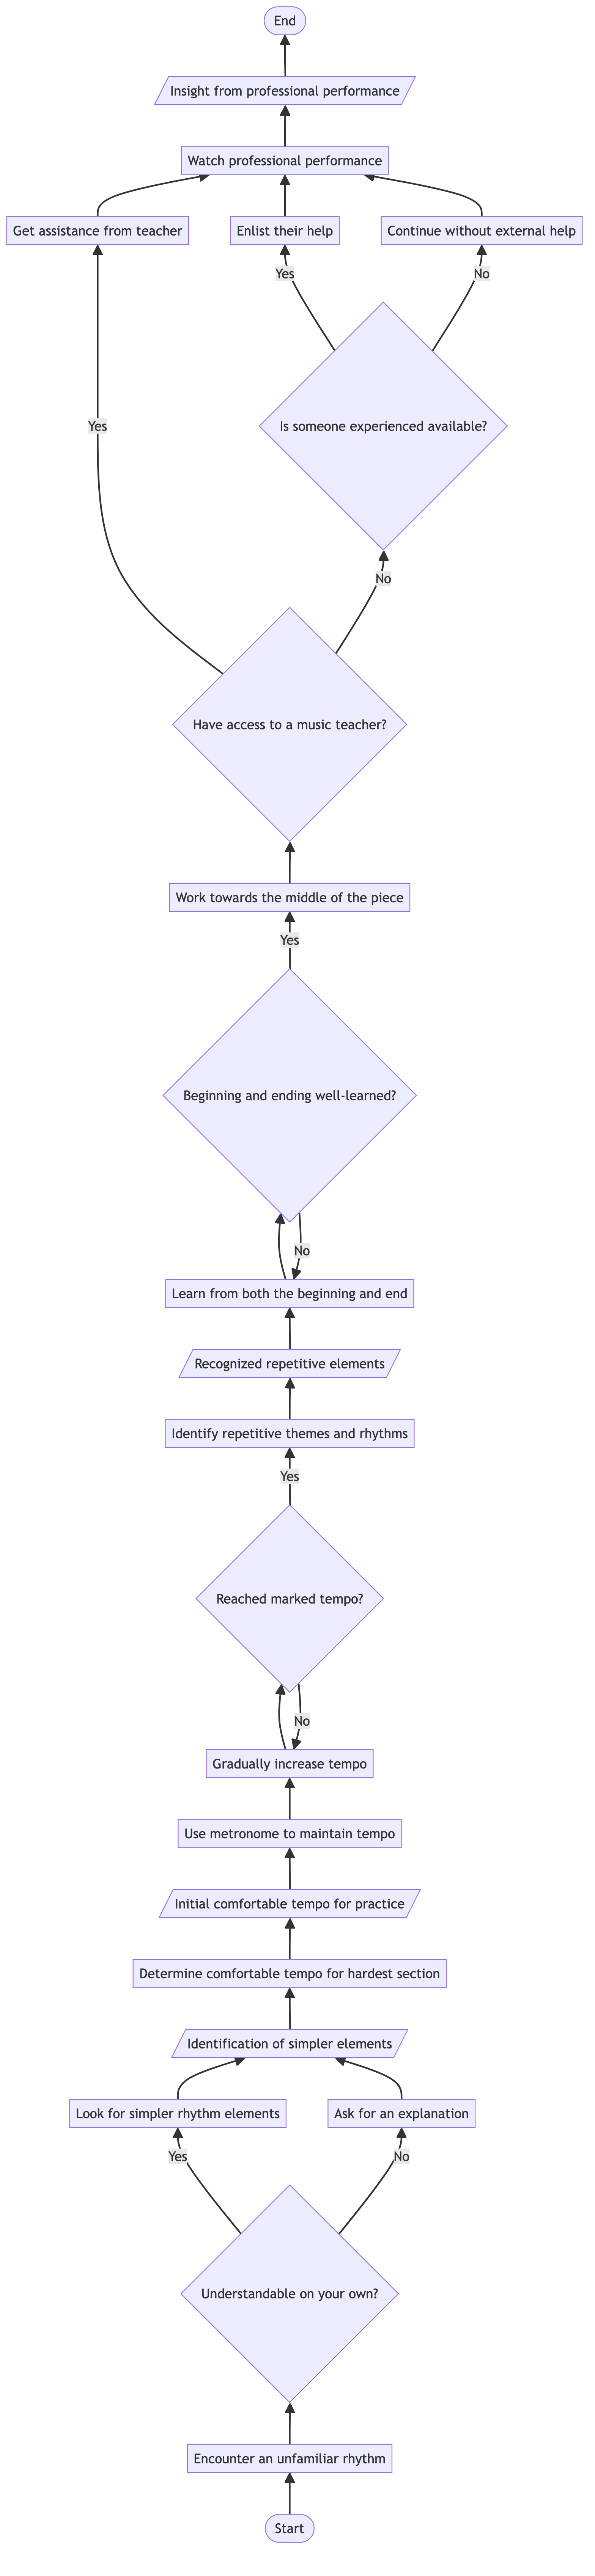 End
Insight from professional performance
Watch professional performance
Get assistance from teacher
Enlist their help
Continue without external help
Yes
No
Is someone experienced available?
Yes
No
Have access to a music teacher?
Work towards the middle of the piece
Yes
Beginning and ending well-learned?
No
Learn from both the beginning and end
Recognized repetitive elements
Identify repetitive themes and rhythms
Yes
Reached marked tempo?
No
Gradually increase tempo
Use metronome to maintain tempo
Initial comfortable tempo for practice
Determine comfortable tempo for hardest section
Identification of simpler elements
Look for simpler rhythm elements
Ask for an explanation
Yes
No
Understandable on your own?
Encounter an unfamiliar rhythm
Start